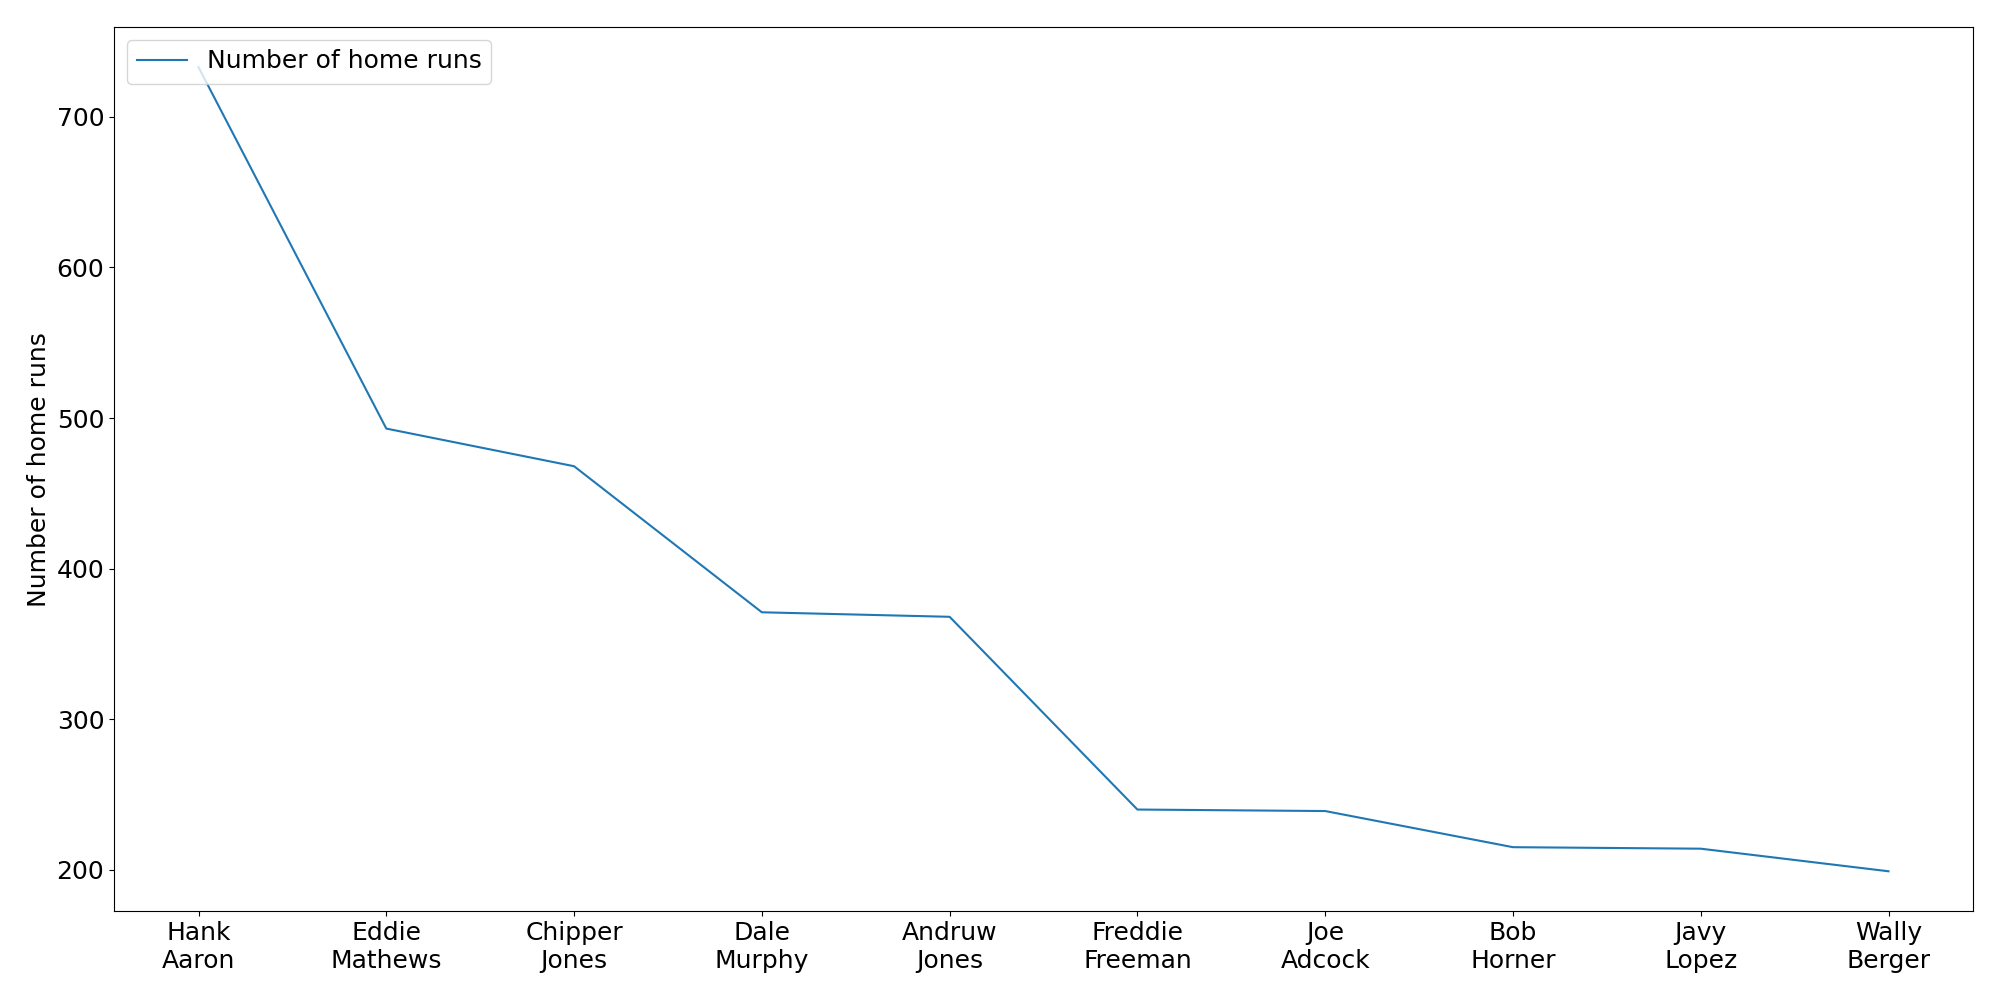 Number of home runs
700
600
500
400
300
200
Number of home runs
Hank
Aaron
Eddie
Mathews
Chipper
Jones
Dale
Murphy
Andruw
Jones
Freddie
Freeman
Joe
Adcock
Bob
Horner
Javy
Lopez
Wally
Berger